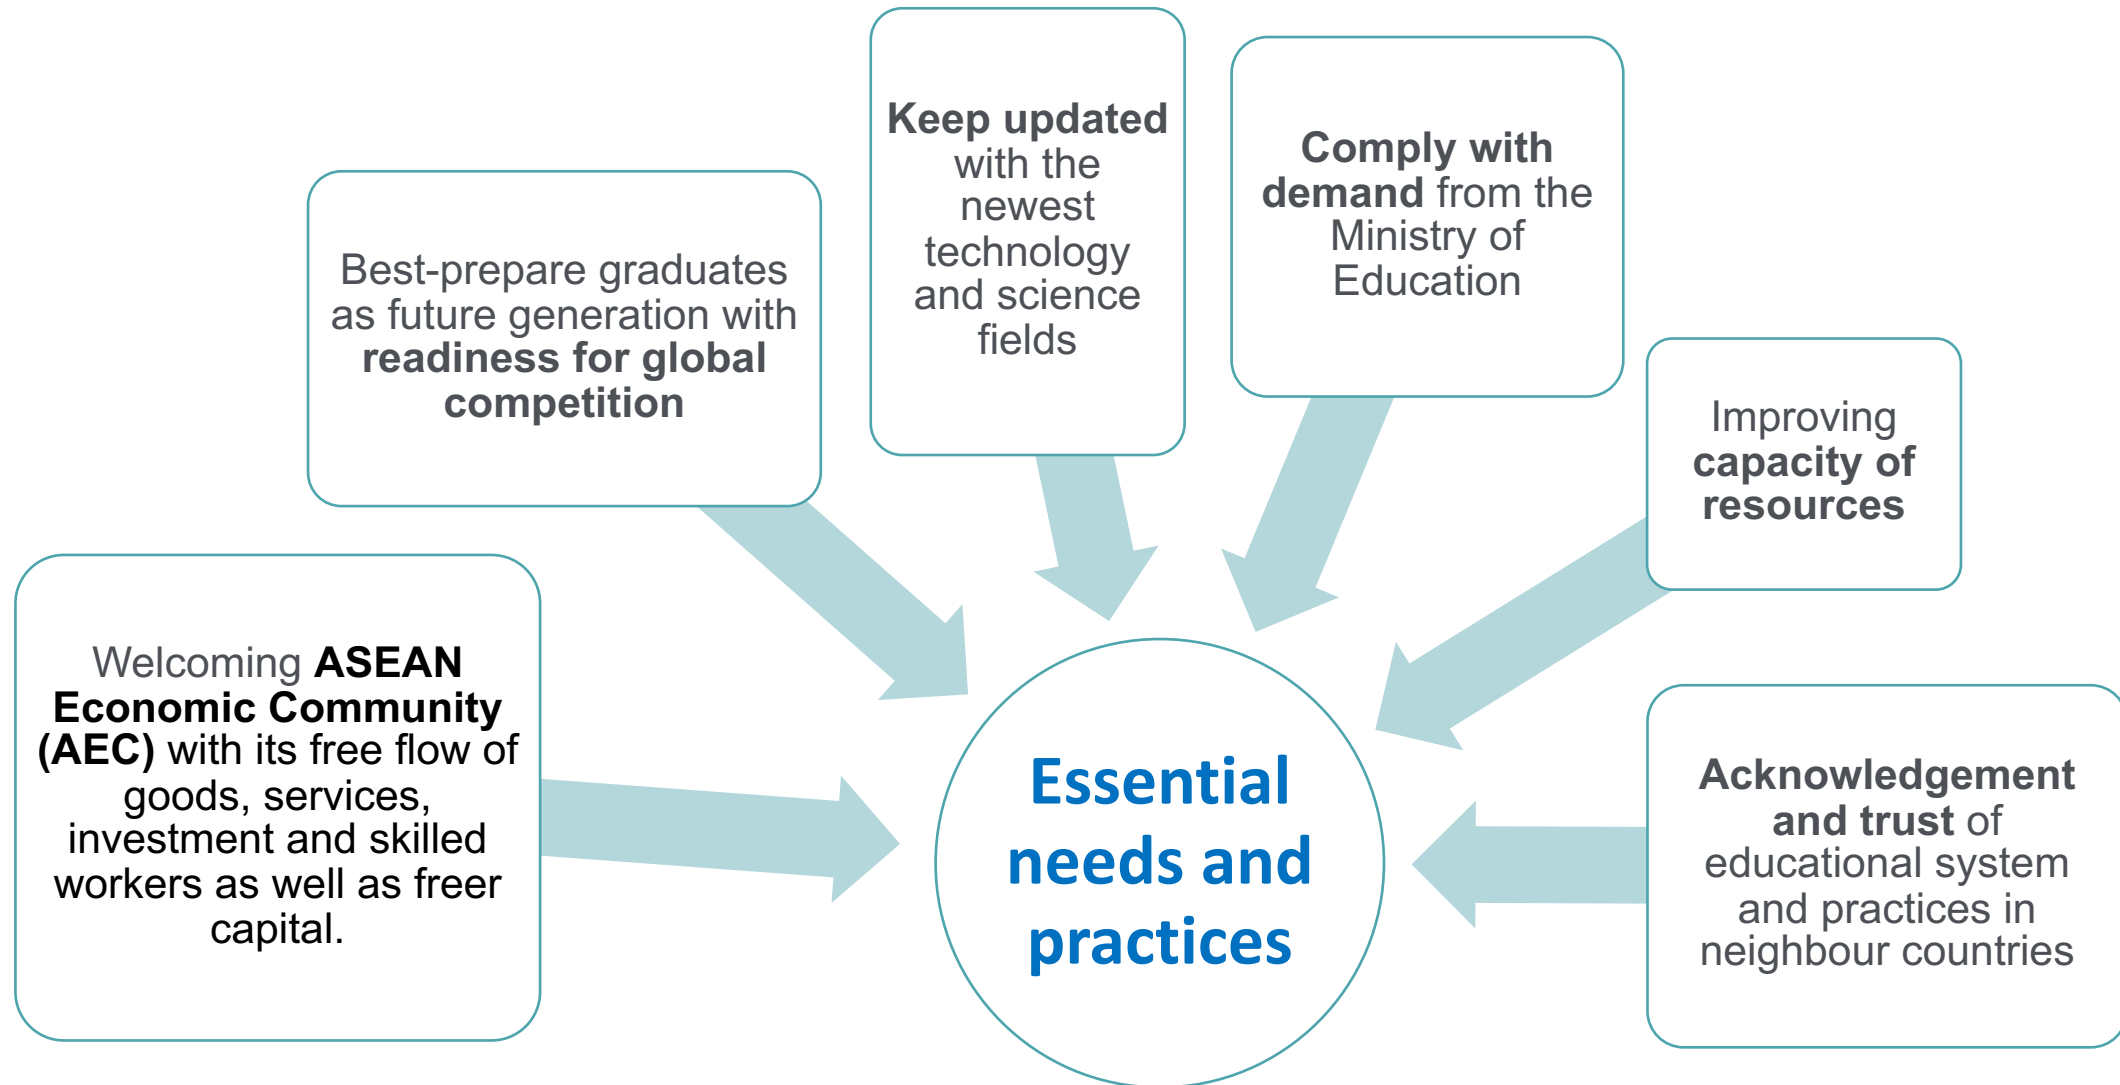 Welcoming ASEAN
Economic Community
(AEC) with its free flow of
goods, services,
investment and skilled
workers as well as freer
capital.
Best-prepare graduates
as future generation with
readiness for global
competition
Keep updated
with the
newest
technology
and science
fields
Comply with
demand from the
Ministry of
Education
Improving
capacity of
resources
Acknowledgement
and trust of
educational system
and practices in
neighbour countries
Essential
needs and
practices